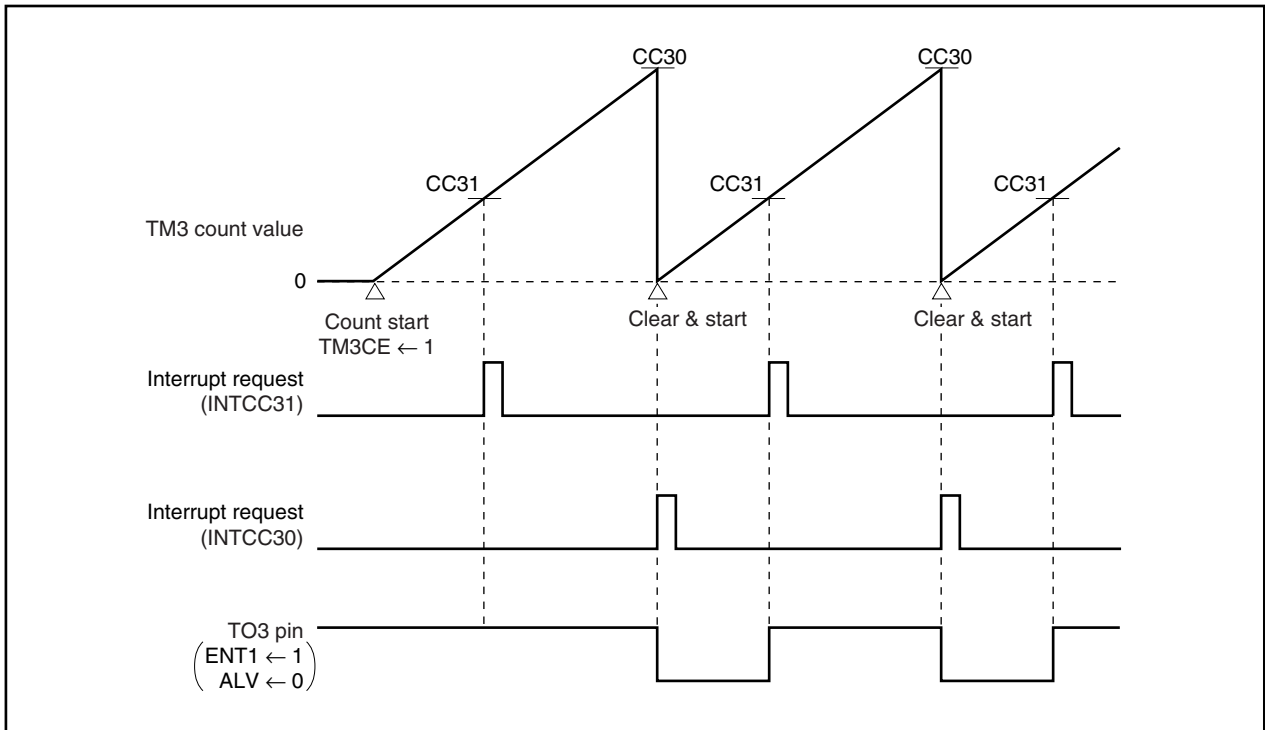 CC30
CC30
CC31
CC31
CC31
TM3 count value
0
Count start
TM3CE ← 1
Clear & start
Clear & start
Interrupt request
(INTCC31)
Interrupt request
(INTCC30)
TO3 pin
(ENT1 ← 1
ALV ← 0)